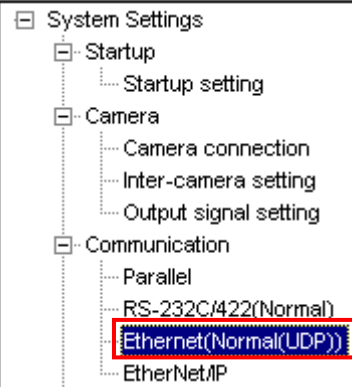 System Settings
Startup
Startup setting
Camera
Camera connection
Inter-camera setting
Output signal setting
Communication
Parallel
RS-232C/422(Normal)
Ethernet(Normal(UDP))
EtherNet/IP